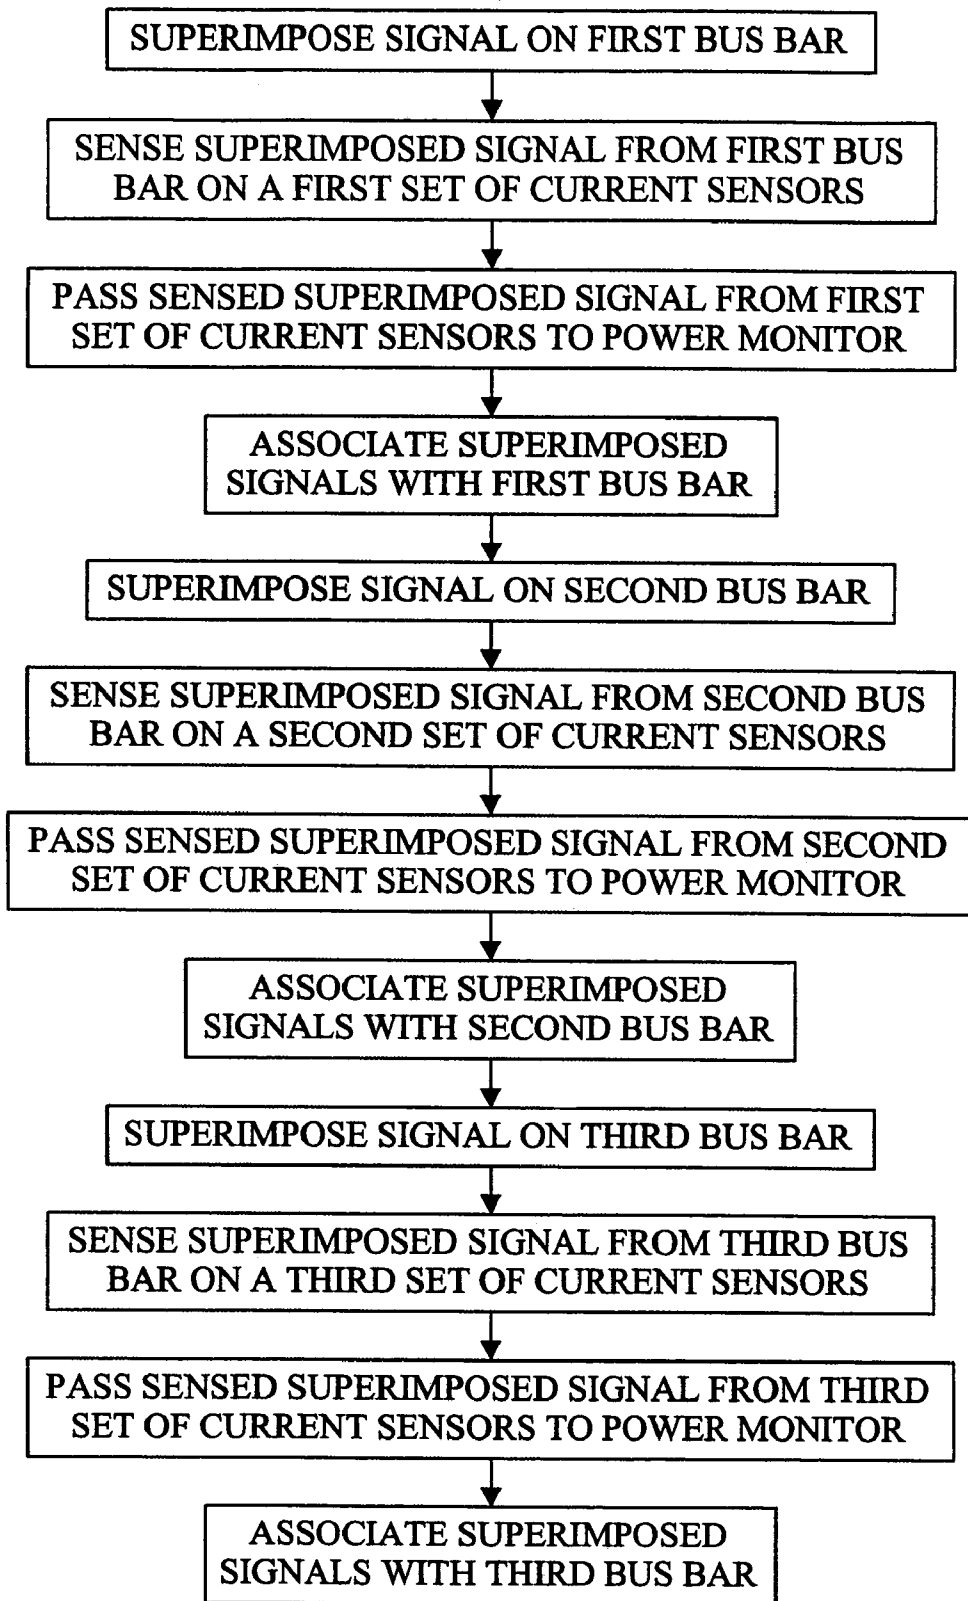 SUPERIMPOSE SIGNAL ON FIRST BUS BAR
SENSE SUPERIMPOSED SIGNAL FROM FIRST BUS
BAR ON A FIRST SET OF CURRENT SENSORS
PASS SENSED SUPERIMPOSED SIGNAL FROM FIRST
SET OF CURRENT SENSORS TO POWER MONITOR
ASSOCIATE SUPERIMPOSED
SIGNALS WITH FIRST BUS BAR
SUPERIMPOSE SIGNAL ON SECOND BUS BAR
SENSE SUPERIMPOSED SIGNAL FROM SECOND BUS
BAR ON A SECOND SET OF CURRENT SENSORS
PASS SENSED SUPERIMPOSED SIGNAL FROM SECOND
SET OF CURRENT SENSORS TO POWER MONITOR
ASSOCIATE SUPERIMPOSED
SIGNALS WITH SECOND BUS BAR
SUPERIMPOSE SIGNAL ON THIRD BUS BAR
SENSE SUPERIMPOSED SIGNAL FROM THIRD BUS
BAR ON A THIRD SET OF CURRENT SENSORS
PASS SENSED SUPERIMPOSED SIGNAL FROM THIRD
SET OF CURRENT SENSORS TO POWER MONITOR
ASSOCIATE SUPERIMPOSED
SIGNALS WITH THIRD BUS BAR